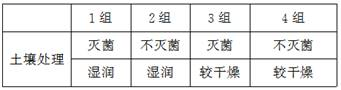 1组 2组 3组 4组
土壤处理 灭菌 不灭菌 灭菌 不灭菌
湿润 湿润 较干燥 较干燥